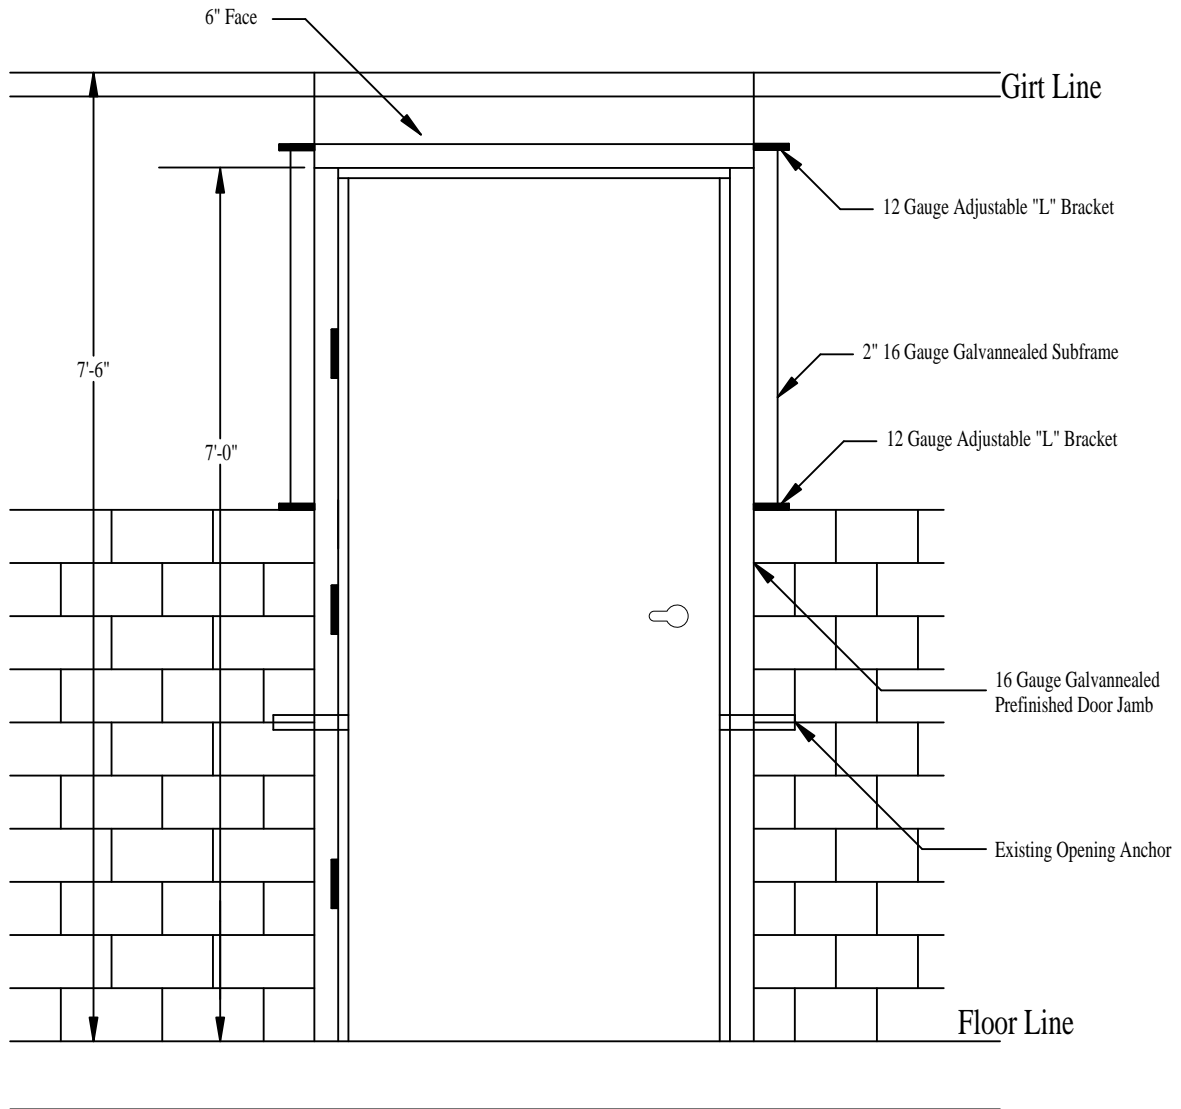 6" Face
Girt Line
12 Gauge Adjustable "L" Bracket
2" 16 Gauge Galvannealed Subframe
7'-6"
12 Gauge Adjustable "L" Bracket
7'-0"
16 Gauge Galvannealed
Prefinished Door Jamb
Existing Opening Anchor
Floor Line